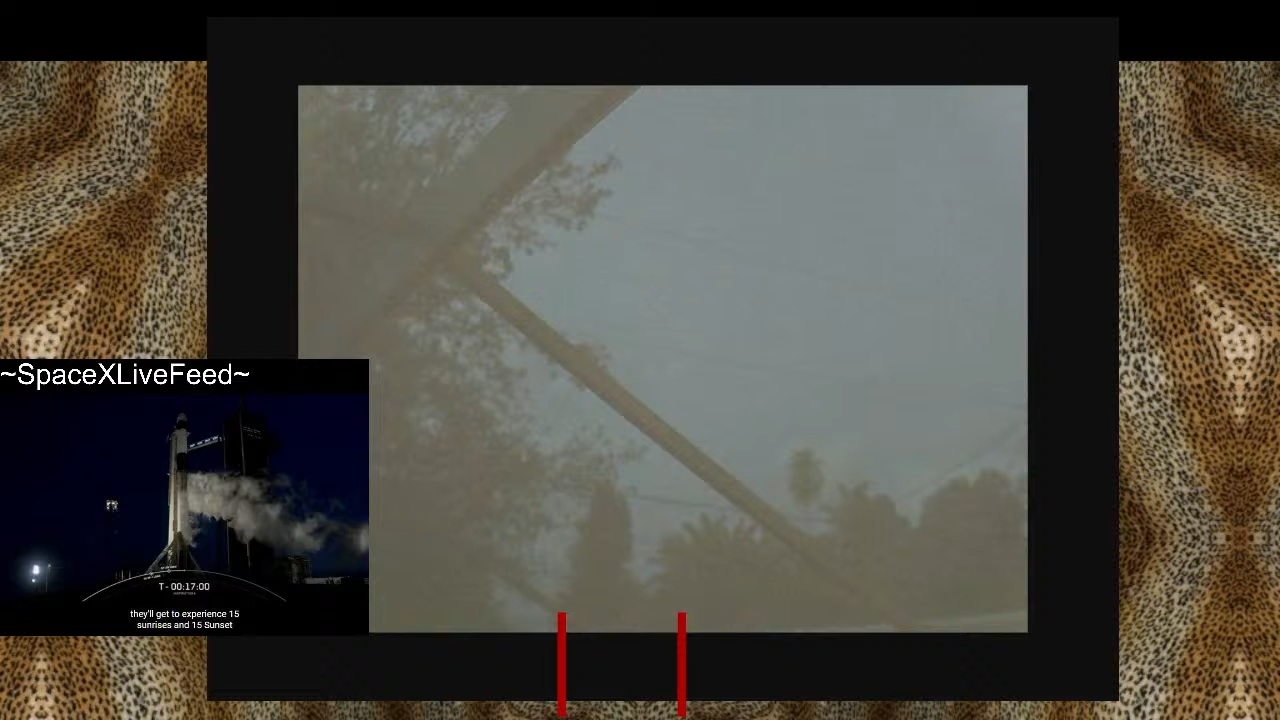 ~SpaceXLiveFeed~
T - 00:17:00
they'll get to experience 15
sunrises and 15 Sunset